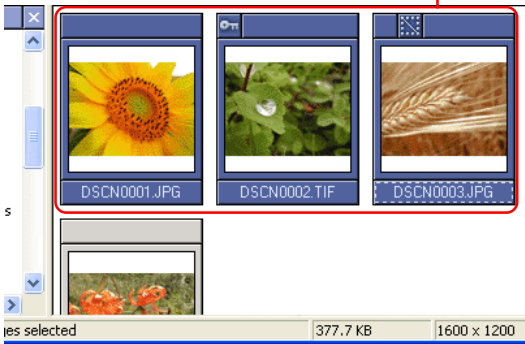 DSCN0001.JPG DSCN0002.TIF DSCN0003.JPG
s
ges selected 377.7 KB 1600 x 1200